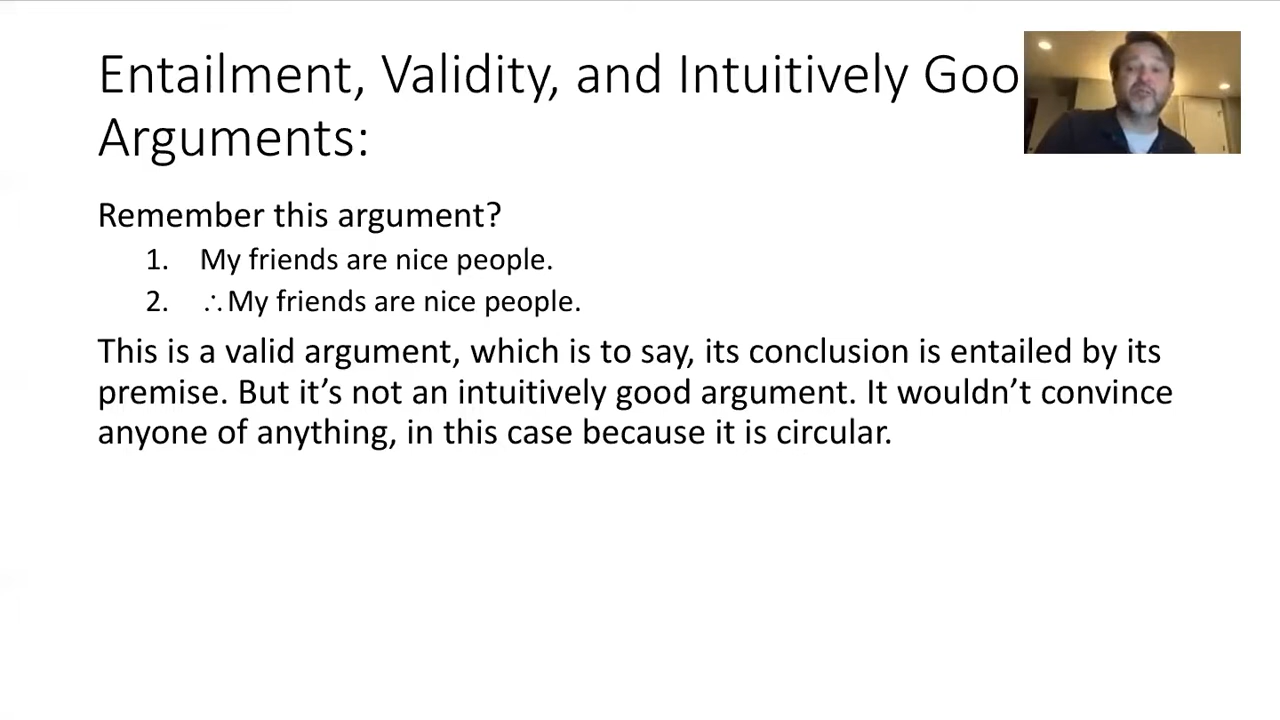 Entailment, Validity, and Intuitively Goo
Arguments:
Remember this argument?
1. My friends are nice people.
2. ∴My friends are nice people.
This is a valid argument, which is to say, its conclusion is entailed by its
premise. But it’s not an intuitively good argument. It wouldn’t convince
anyone of anything, in this case because it is circular.